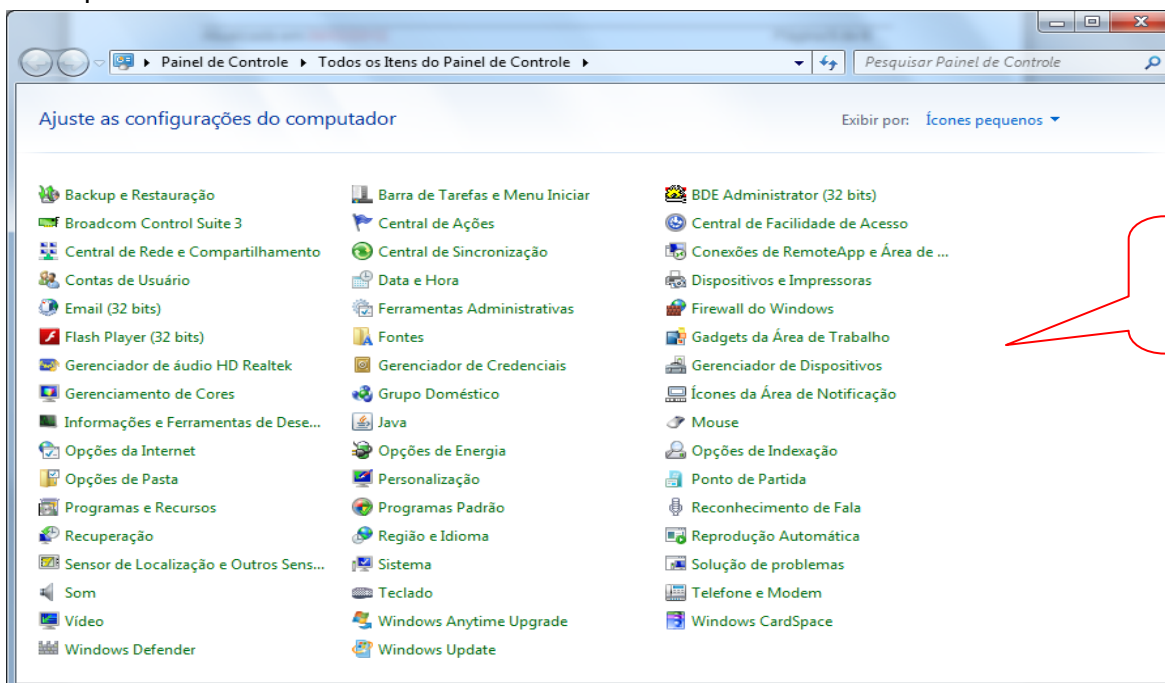 Painel de Controle ▸ Todos os Itens do Painel de Controle ▸
Pesquisar Painel de Controle
Ajuste as configurações do computador
Exibir por: Ícones pequenos
Backup e Restauração
Barra de Tarefas e Menu Iniciar
BDE Administrator (32 bits)
Broadcom Control Suite 3
Central de Ações
Central de Facilidade de Acesso
Central de Rede e Compartilhamento
Central de Sincronização
Conexões de RemoteApp e Área de ...
Contas de Usuário
Data e Hora
Dispositivos e Impressoras
Email (32 bits)
Ferramentas Administrativas
Firewall do Windows
Flash Player (32 bits)
Fontes
Gadgets da Área de Trabalho
Gerenciador de áudio HD Realtek
Gerenciador de Credenciais
Gerenciador de Dispositivos
Gerenciamento de Cores
Grupo Doméstico
Ícones da Área de Notificação
Informações e Ferramentas de Dese...
Java
Mouse
Opções da Internet
Opções de Energia
Opções de Indexação
Opções de Pasta
Personalização
Ponto de Partida
Programas e Recursos
Programas Padrão
Reconhecimento de Fala
Recuperação
Região e Idioma
Reprodução Automática
Sensor de Localização e Outros Sens...
Sistema
Solução de problemas
Som
Teclado
Telefone e Modem
Vídeo
Windows Anytime Upgrade
Windows CardSpace
Windows Defender
Windows Update